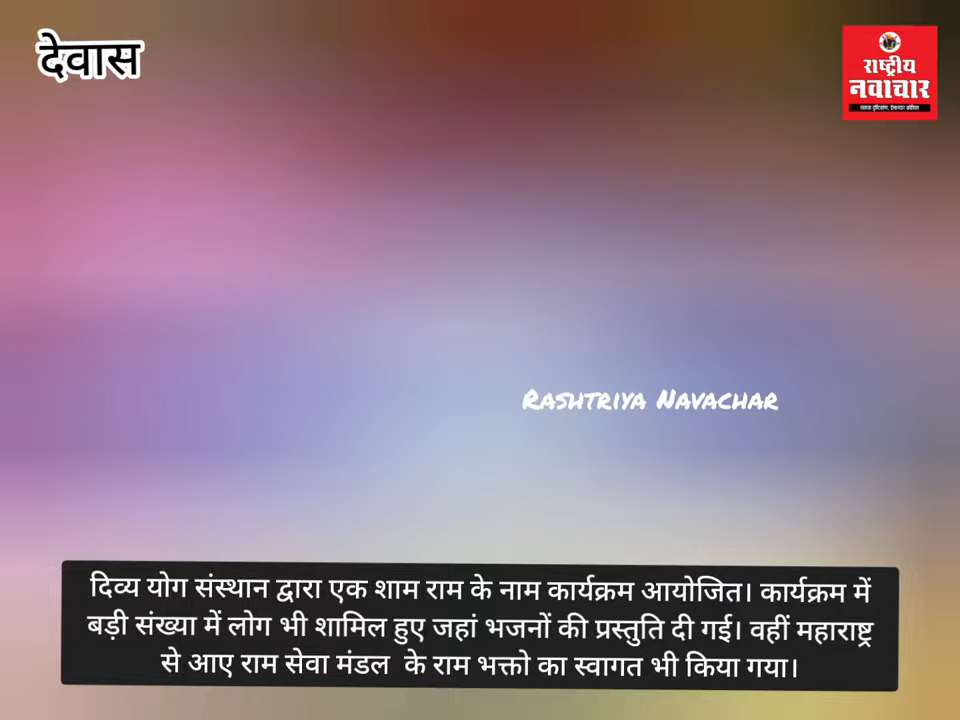 देवास
राष्ट्रीय
नवाचार
Rashtriya Navachar
दिव्य योग संस्थान द्वारा एक शाम राम के नाम कार्यक्रम आयोजित। कार्यक्रम में
बड़ी संख्या में लोग भी शामिल हुए जहां भजनों की प्रस्तुति दी गई। वहीं महाराष्ट्र
से आए राम सेवा मंडल के राम भक्तो का स्वागत भी किया गया।